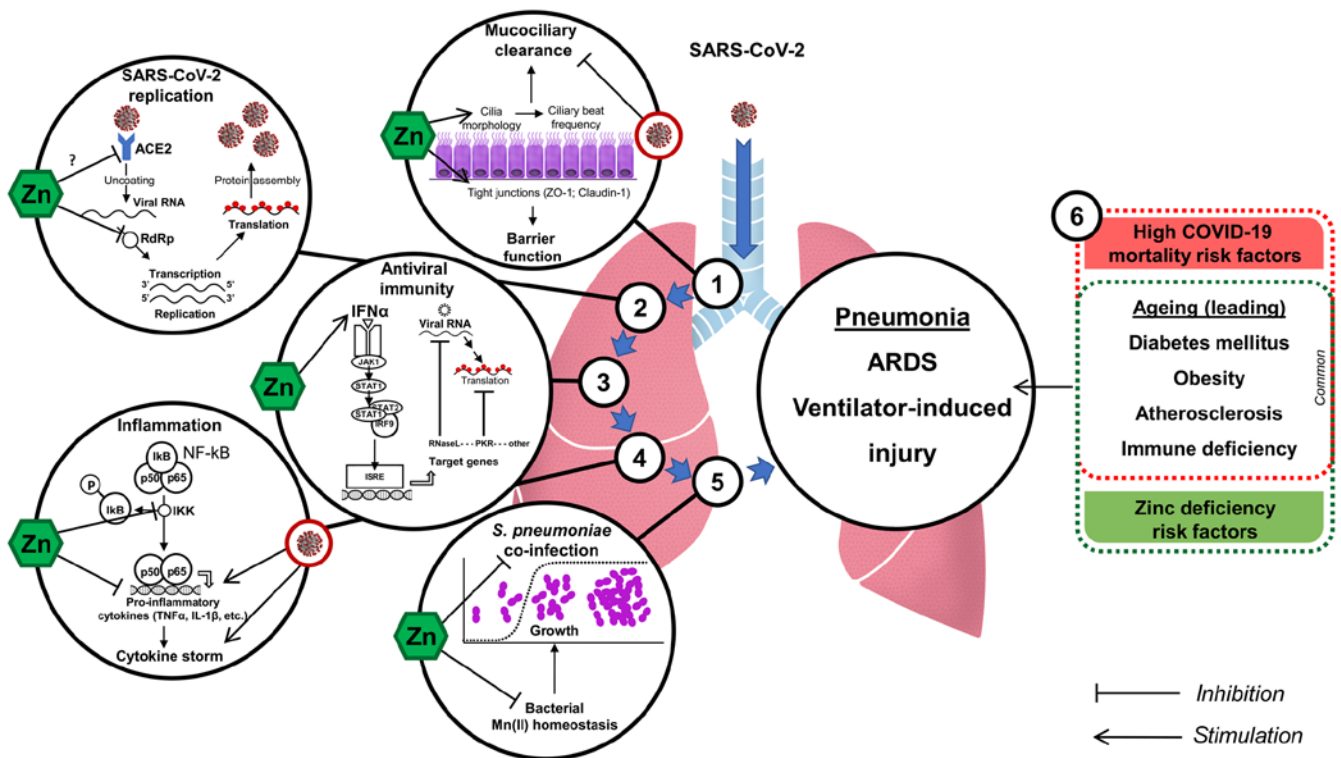 SARS-CoV-2
replication
ACE2
?
Zn
Uncoating
Protein assembly
Viral RNA
Translation
RdRp
Transcription
3' 5'
5' 3'
Replication
Mucociliary
clearance
Zn
Cilia
morphology
Ciliary beat
frequency
Tight junctions (ZO-1; Claudin-1)
Barrier
function
SARS-CoV-2
Antiviral
immunity
IFNα
Viral RNA
Zn
JAK1
STAT1
Translation
STAT2
STAT1
IRF9
RNaseL---PKR---other
Target genes
ISRE
Inflammation
IkB
NF-kB
p50 p65
P
IkB
IKK
Zn
p50 p65
Pro-inflammatory
cytokines (TNFα, IL-1β, etc.)
Cytokine storm
S. pneumoniae
co-infection
Zn
Growth
Bacterial
Mn(II) homeostasis
1
2
3
4
5
Pneumonia
ARDS
Ventilator-induced
injury
6
High COVID-19
mortality risk factors
Ageing (leading)
Diabetes mellitus
Obesity
Atherosclerosis
Immune deficiency
Common
Zinc deficiency
risk factors
Inhibition
Stimulation